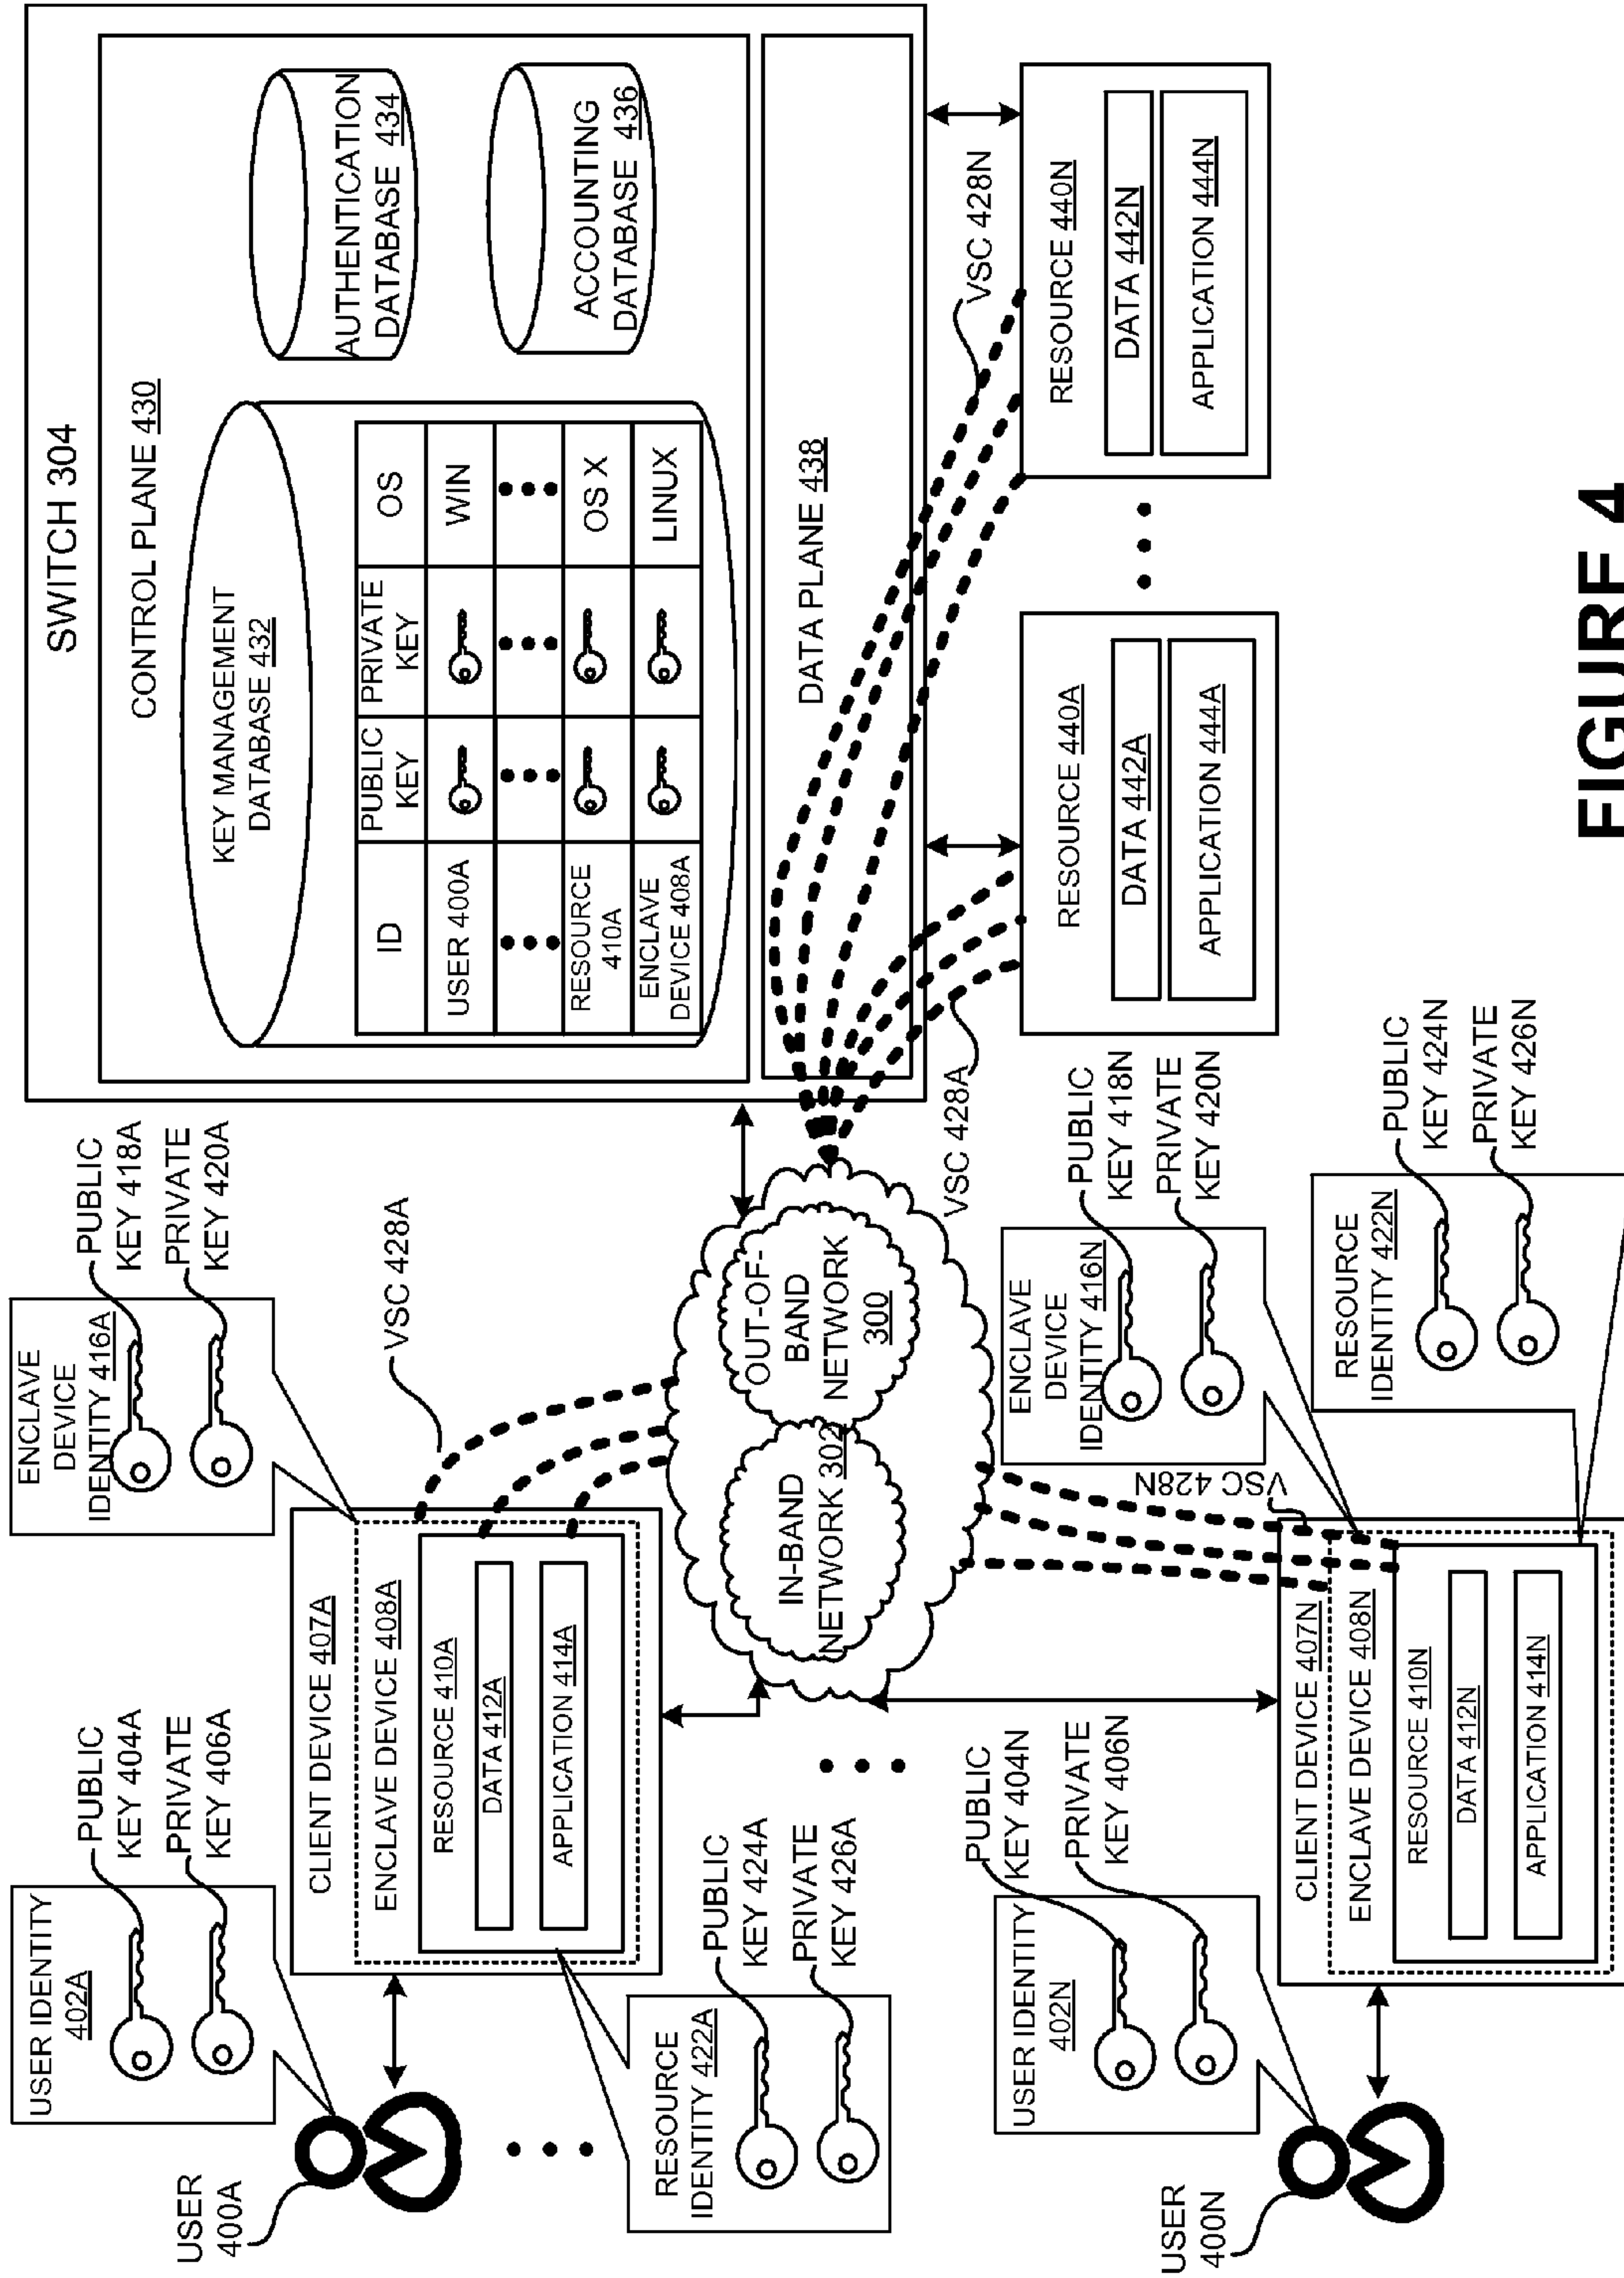 USER IDENTITY
402A
PUBLIC
KEY 404A
PRIVATE
KEY 406A
USER
400A
CLIENT DEVICE 407A
ENCLAVE DEVICE 408A
RESOURCE 410A
DATA 412A
APPLICATION 414A
ENCLAVE
DEVICE
IDENTITY 416A
PUBLIC
KEY 418A
PRIVATE
KEY 420A
VSC 428A
RESOURCE
IDENTITY 422A
PUBLIC
KEY 424A
PRIVATE
KEY 426A
IN-BAND
NETWORK 302
OUT-OF-
BAND
NETWORK
300
SWITCH 304
CONTROL PLANE 430
KEY MANAGEMENT
DATABASE 432
ID
PUBLIC
KEY
PRIVATE
KEY
OS
USER 400A
WIN
RESOURCE
410A
OS X
ENCLAVE
DEVICE 408A
LINUX
AUTHENTICATION
DATABASE 434
ACCOUNTING
DATABASE 436
DATA PLANE 438
VSC 428A
VSC 428N
RESOURCE 440A
DATA 442A
APPLICATION 444A
RESOURCE 440N
DATA 442N
APPLICATION 444N
USER IDENTITY
402N
PUBLIC
KEY 404N
PRIVATE
KEY 406N
USER
400N
CLIENT DEVICE 407N
ENCLAVE DEVICE 408N
RESOURCE 410N
DATA 412N
APPLICATION 414N
VSC 428N
ENCLAVE
DEVICE
IDENTITY 416N
PUBLIC
KEY 418N
PRIVATE
KEY 420N
RESOURCE
IDENTITY 422N
PUBLIC
KEY 424N
PRIVATE
KEY 426N
FIGURE 4